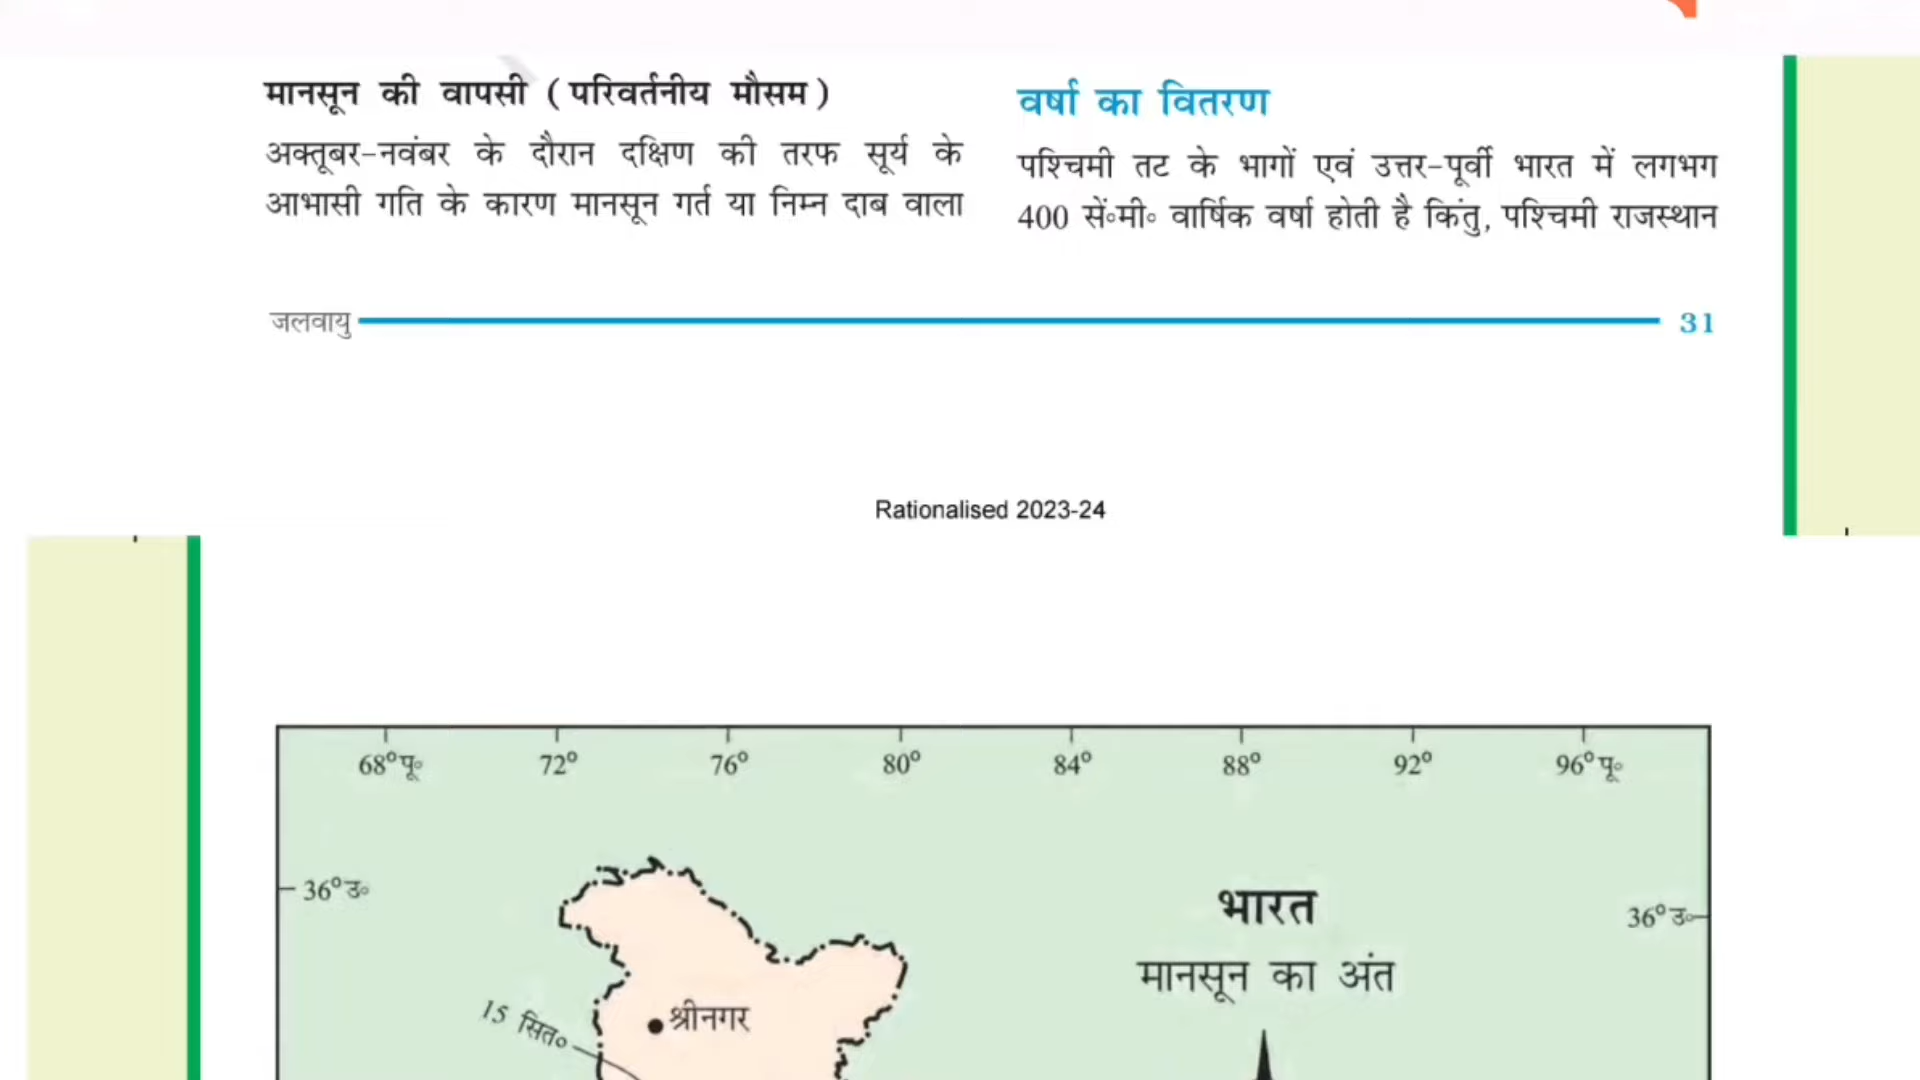 मानसून की वापसी ( परिवर्तनीय मौसम )
अक्तूबर-नवंबर के दौरान दक्षिण की तरफ सूर्य के
आभासी गति के कारण मानसून गर्त या निम्न दाब वाला
वर्षा का वितरण
पश्चिमी तट के भागों एवं उत्तर-पूर्वी भारत में लगभग
400 सें॰मी॰ वार्षिक वर्षा होती है किंतु, पश्चिमी राजस्थान
जलवायु 31
Rationalised 2023-24
68°पू॰ 72° 76° 80° 84° 88° 92° 96°पू॰
36°उ॰ 36°उ॰
भारत
मानसून का अंत
15 सित॰
श्रीनगर